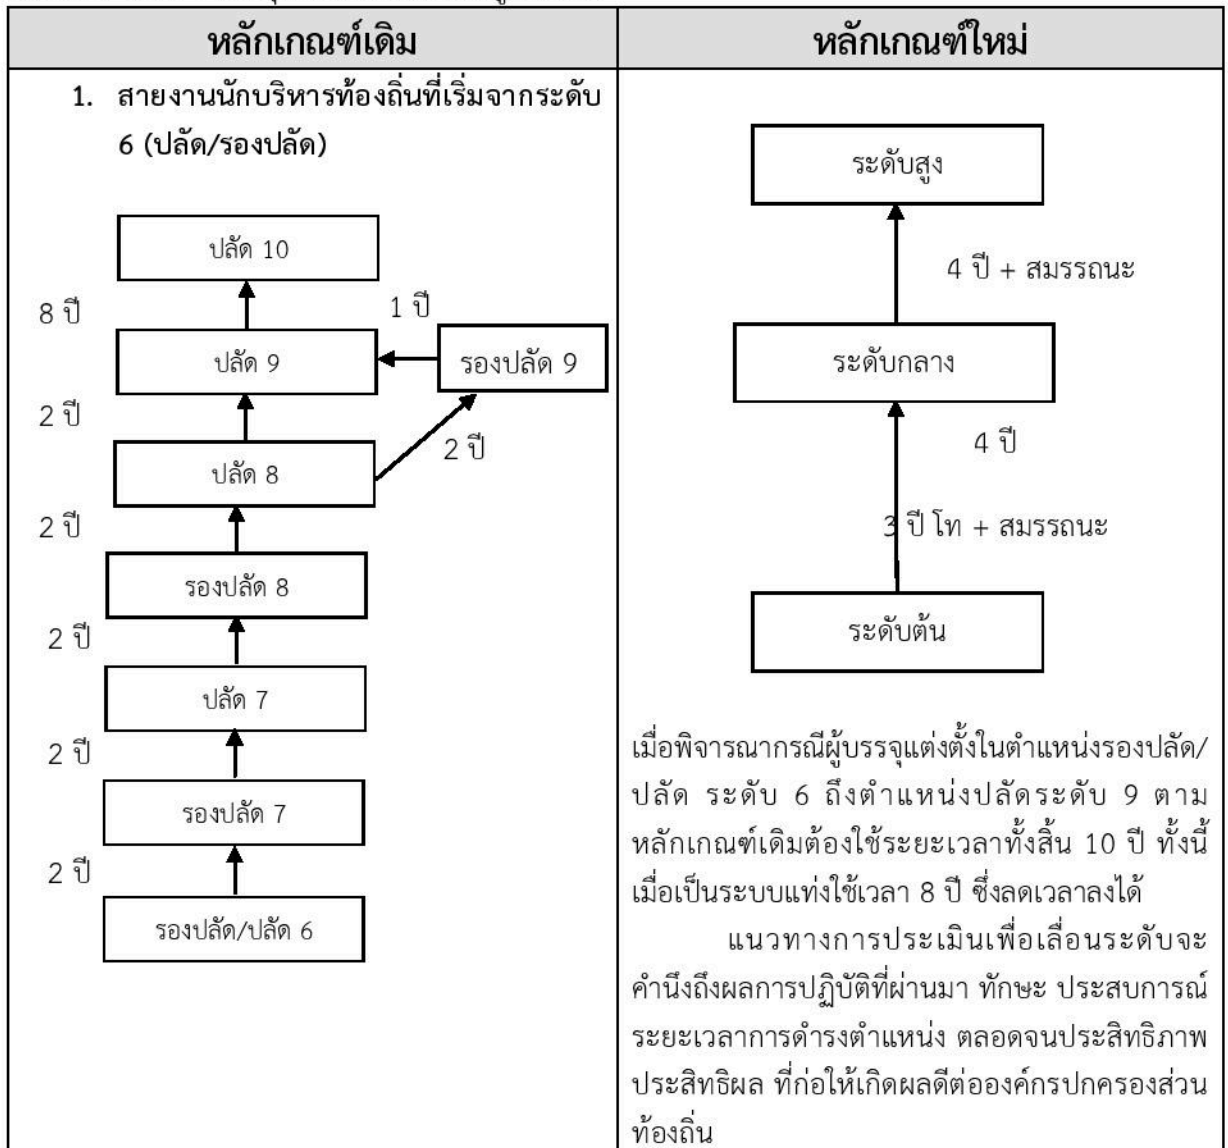 หลักเกณฑ์เดิม
หลักเกณฑ์ใหม่
1. สายงานนักบริหารท้องถิ่นที่เริ่มจากระดับ
6 (ปลัด/รองปลัด)
ปลัด 10
8 ปี
1 ปี
ปลัด 9
รองปลัด 9
2 ปี
2 ปี
ปลัด 8
2 ปี
รองปลัด 8
2 ปี
ปลัด 7
2 ปี
รองปลัด 7
2 ปี
รองปลัด/ปลัด 6
ระดับสูง
4 ปี + สมรรถนะ
ระดับกลาง
4 ปี
3 ปี โท + สมรรถนะ
ระดับต้น
เมื่อพิจารณากรณีผู้บรรจุแต่งตั้งในตำแหน่งรองปลัด/
ปลัด ระดับ 6 ถึงตำแหน่งปลัดระดับ 9 ตาม
หลักเกณฑ์เดิมต้องใช้ระยะเวลาทั้งสิ้น 10 ปี ทั้งนี้
เมื่อเป็นระบบแท่งใช้เวลา 8 ปี ซึ่งลดเวลาลงได้
แนวทางการประเมินเพื่อเลื่อนระดับจะ
คำนึงถึงผลการปฏิบัติที่ผ่านมา ทักษะ ประสบการณ์
ระยะเวลาการดำรงตำแหน่ง ตลอดจนประสิทธิภาพ
ประสิทธิผล ที่ก่อให้เกิดผลดีต่อองค์กรปกครองส่วน
ท้องถิ่น